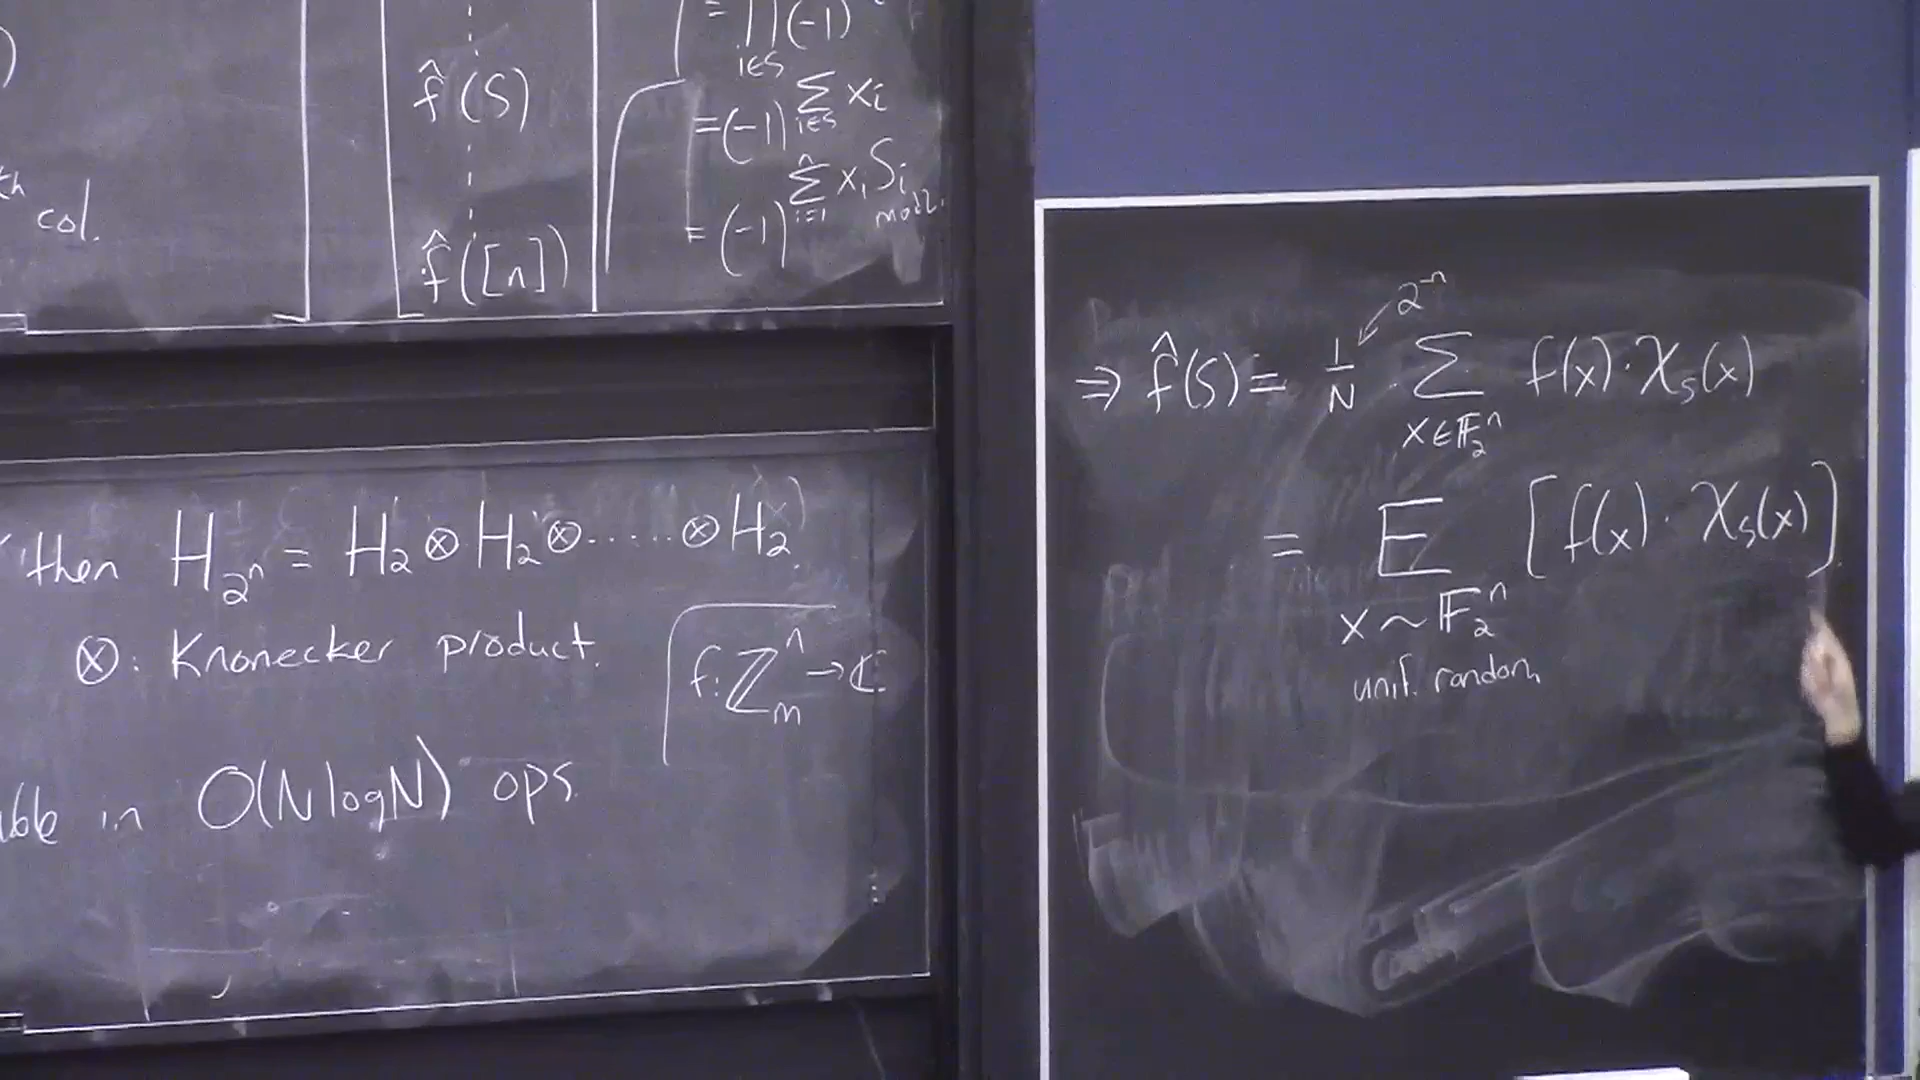 f̂(S)
f̂([n])
th
col.
= ∏ (-1)
i∈S
= (-1)^{∑_{i∈S} x_i}
= (-1)^{∑_{i=1}^{n} x_i S_i mod 2.}
then H_{2^n} = H_2 ⊗ H_2 ⊗ ..... ⊗ H_2.
⊗: Kronecker product.
f: ℤ_m^n → ℂ.
in O(N log N) ops.
2^{-n}
⇒ f̂(S) = 1/N · ∑_{x∈𝔽_2^n} f(x)·χ_S(x)
= E_{x∼𝔽_2^n} [f(x)·χ_S(x)].
unif. random